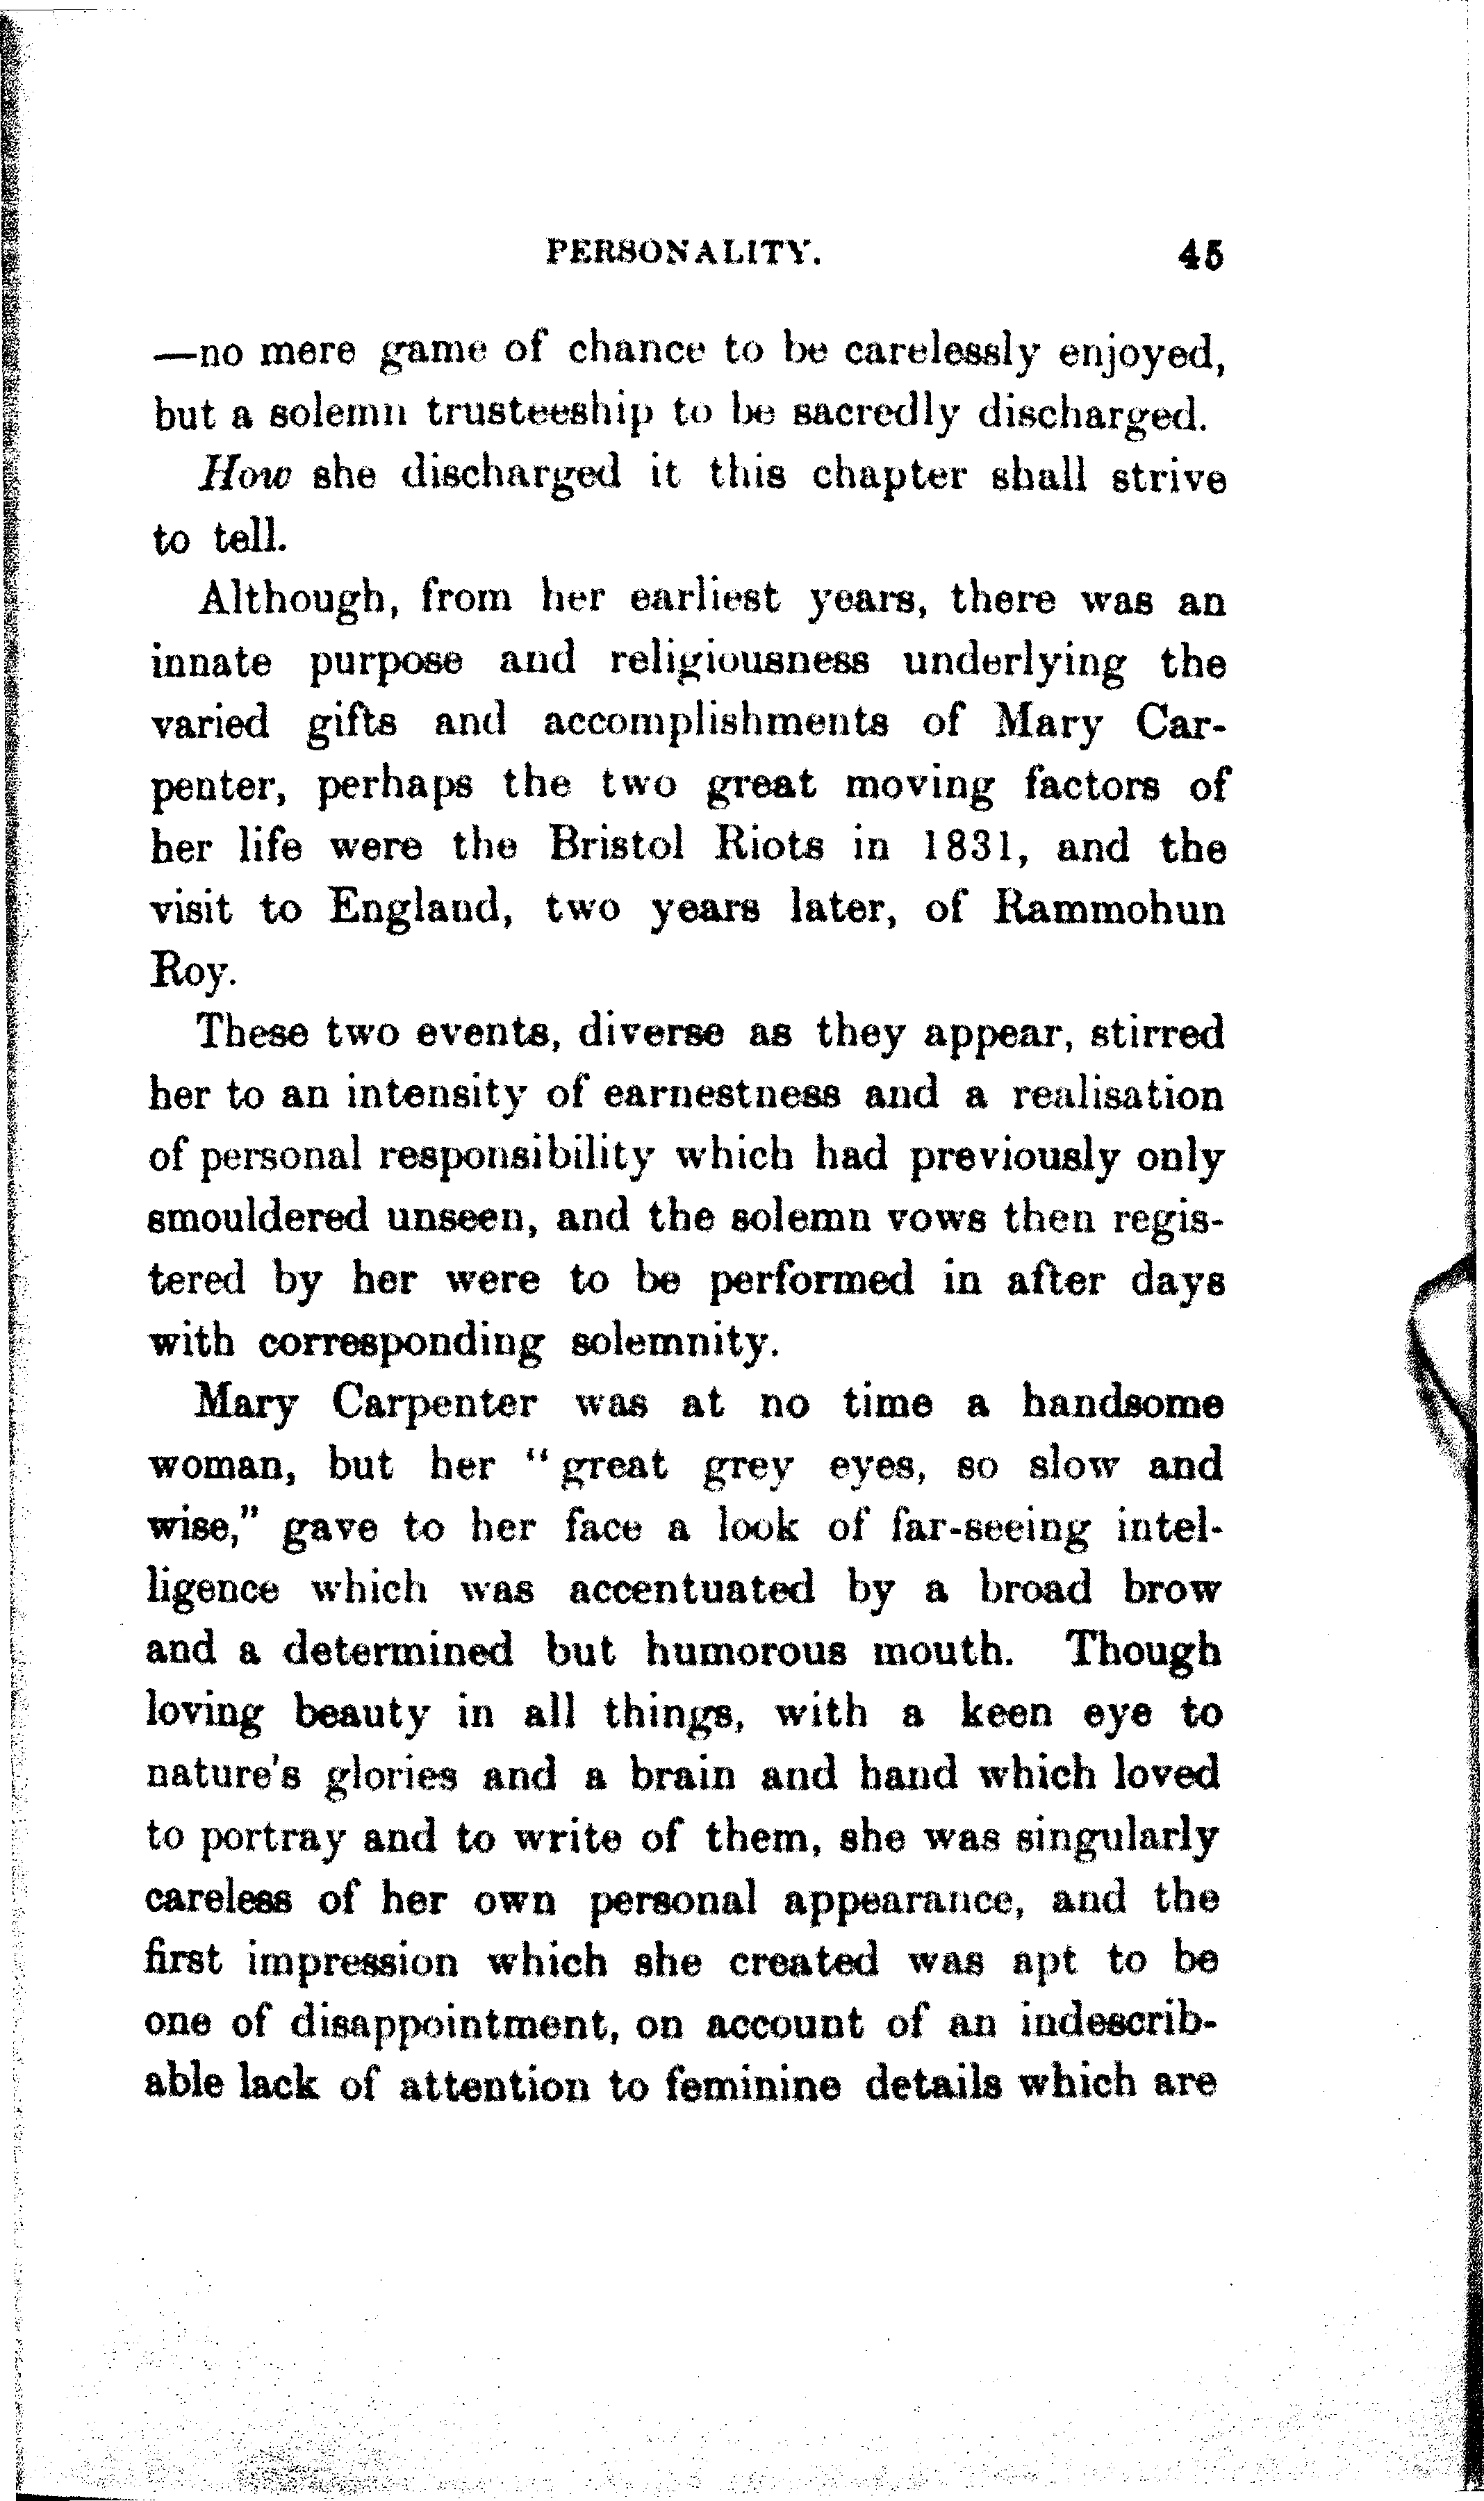 PERSONALITY. 45
—no mere game of chance to be carelessly enjoyed,
but a solemn trusteeship to be sacredly discharged.
How she discharged it this chapter shall strive
to tell.
Although, from her earliest years, there was an
innate purpose and religiousness underlying the
varied gifts and accomplishments of Mary Car-
penter, perhaps the two great moving factors of
her life were the Bristol Riots in 1831, and the
visit to England, two years later, of Rammohun
Roy.
These two events, diverse as they appear, stirred
her to an intensity of earnestness and a realisation
of personal responsibility which had previously only
smouldered unseen, and the solemn vows then regis-
tered by her were to be performed in after days
with corresponding solemnity.
Mary Carpenter was at no time a handsome
woman, but her "great grey eyes, so slow and
wise," gave to her face a look of far-seeing intel-
ligence which was accentuated by a broad brow
and a determined but humorous mouth. Though
loving beauty in all things, with a keen eye to
nature's glories and a brain and hand which loved
to portray and to write of them, she was singularly
careless of her own personal appearance, and the
first impression which she created was apt to be
one of disappointment, on account of an indescrib-
able lack of attention to feminine details which are